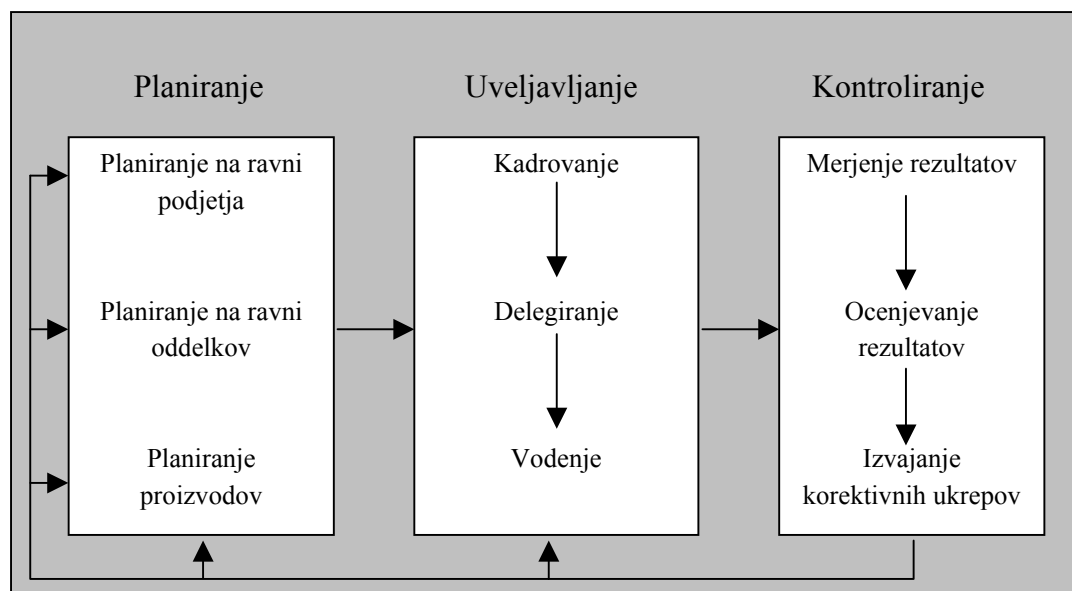 Planiranje
Uveljavljanje
Kontroliranje
Planiranje na ravni
podjetja
Planiranje na ravni
oddelkov
Planiranje
proizvodov
Kadrovanje
Delegiranje
Vodenje
Merjenje rezultatov
Ocenjevanje
rezultatov
Izvajanje
korektivnih ukrepov